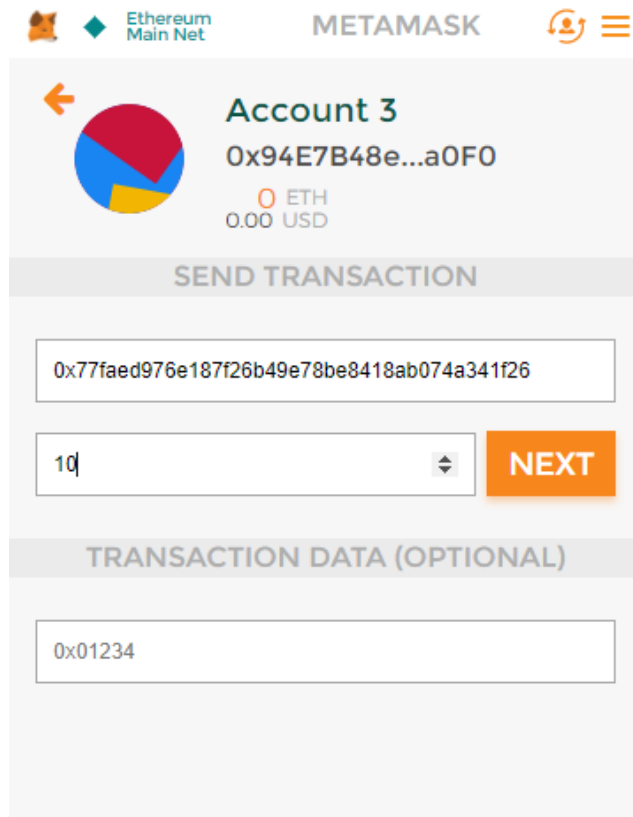 Ethereum
Main Net
METAMASK
Account 3
0x94E7B48e...a0F0
0 ETH
0.00 USD
SEND TRANSACTION
0x77faed976e187f26b49e78be8418ab074a341f26
10
NEXT
TRANSACTION DATA (OPTIONAL)
0x01234